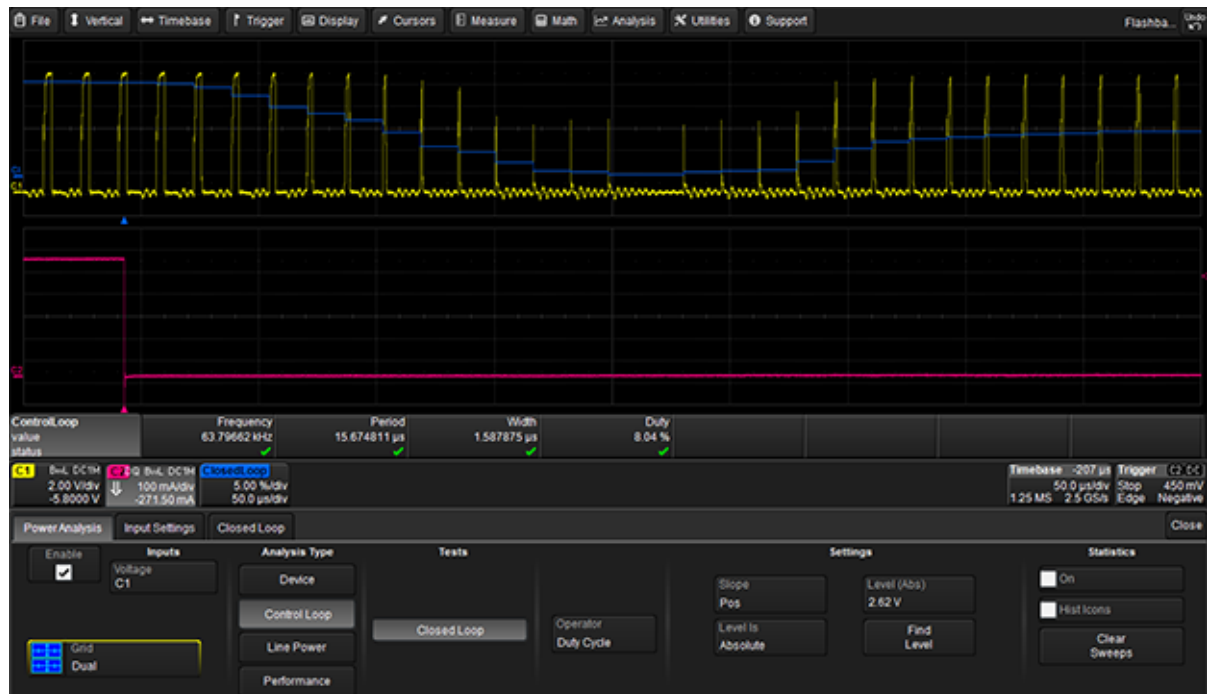 File Vertical Timebase Trigger Display Cursors Measure Math Analysis Utilities Support Flashba... Undo
C1
C2
ControlLoop Frequency Period Width Duty
value 63.79662 kHz 15.674811 µs 1.587875 µs 8.04 %
status
C1 BwL DC1M C2 BwL DC1M ClosedLoop Timebase -207 µs Trigger C2 DC
2.00 V/div 100 mA/div 5.00 %/div 50.0 µs/div Stop 450 mV
-5.8000 V -271.50 mA 50.0 µs/div 1.25 MS 2.5 GS/s Edge Negative
Power Analysis Input Settings Closed Loop Close
Enable Inputs Analysis Type Tests Settings Statistics
Voltage
C1
Device
Control Loop
Line Power
Performance
Closed Loop
Operator
Duty Cycle
Slope
Pos
Level (Abs)
2.62 V
Level Is
Absolute
Find
Level
On
Hist Icons
Clear
Sweeps
Grid
Dual